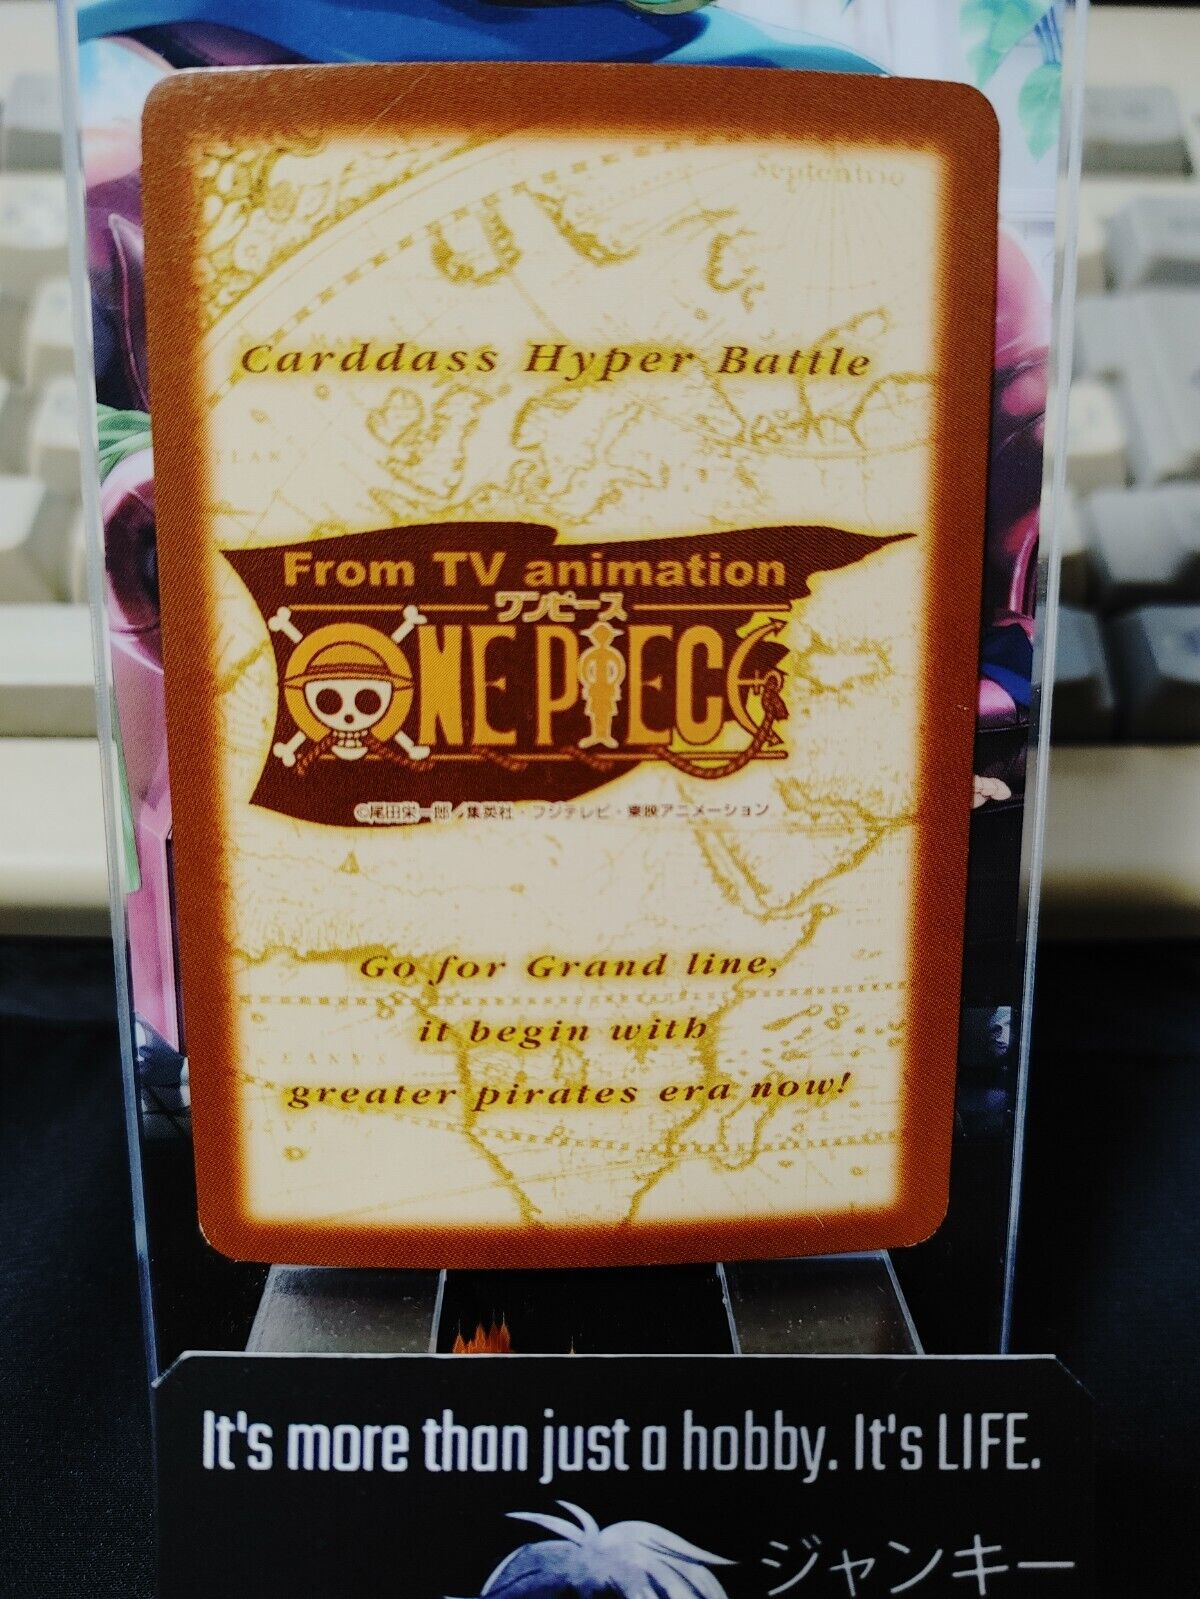 Septentrio
Carddass Hyper Battle
From TV animation
ワンピース
ONE PIECE
©尾田栄一郎／集英社・フジテレビ・東映アニメーション
Go for Grand line,
it begin with
greater pirates era now!
It's more than just a hobby. It's LIFE.
ジャンキー